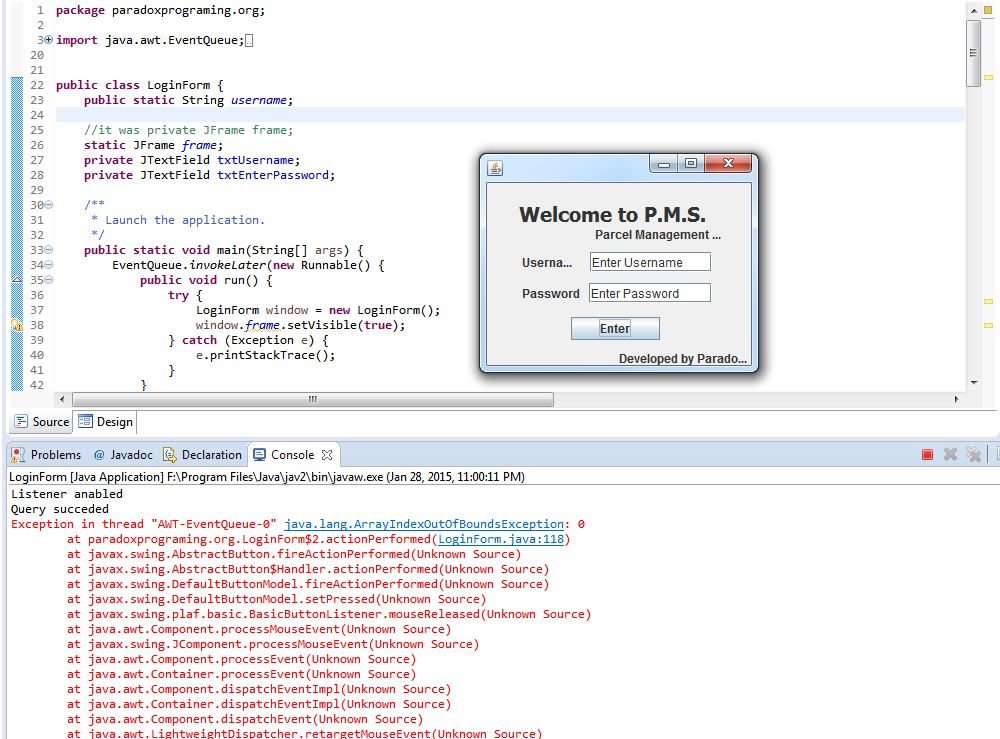 1 package paradoxprograming.org;
2
3 import java.awt.EventQueue;
20
21
22 public class LoginForm {
23 public static String username;
24
25 //it was private JFrame frame;
26 static JFrame frame;
27 private JTextField txtUsername;
28 private JTextField txtEnterPassword;
29
30 /**
31 * Launch the application.
32 */
33 public static void main(String[] args) {
34 EventQueue.invokeLater(new Runnable() {
35 public void run() {
36 try {
37 LoginForm window = new LoginForm();
38 window.frame.setVisible(true);
39 } catch (Exception e) {
40 e.printStackTrace();
41 }
42 }
Welcome to P.M.S.
Parcel Management ...
Userna... Enter Username
Password Enter Password
Enter
Developed by Parado...
Source Design
Problems @ Javadoc Declaration Console
LoginForm [Java Application] F:\Program Files\Java\jav2\bin\javaw.exe (Jan 28, 2015, 11:00:11 PM)
Listener anabled
Query succeded
Exception in thread "AWT-EventQueue-0" java.lang.ArrayIndexOutOfBoundsException: 0
at paradoxprograming.org.LoginForm$2.actionPerformed(LoginForm.java:118)
at javax.swing.AbstractButton.fireActionPerformed(Unknown Source)
at javax.swing.AbstractButton$Handler.actionPerformed(Unknown Source)
at javax.swing.DefaultButtonModel.fireActionPerformed(Unknown Source)
at javax.swing.DefaultButtonModel.setPressed(Unknown Source)
at javax.swing.plaf.basic.BasicButtonListener.mouseReleased(Unknown Source)
at java.awt.Component.processMouseEvent(Unknown Source)
at javax.swing.JComponent.processMouseEvent(Unknown Source)
at java.awt.Component.processEvent(Unknown Source)
at java.awt.Container.processEvent(Unknown Source)
at java.awt.Component.dispatchEventImpl(Unknown Source)
at java.awt.Container.dispatchEventImpl(Unknown Source)
at java.awt.Component.dispatchEvent(Unknown Source)
at java.awt.LightweightDispatcher.retargetMouseEvent(Unknown Source)